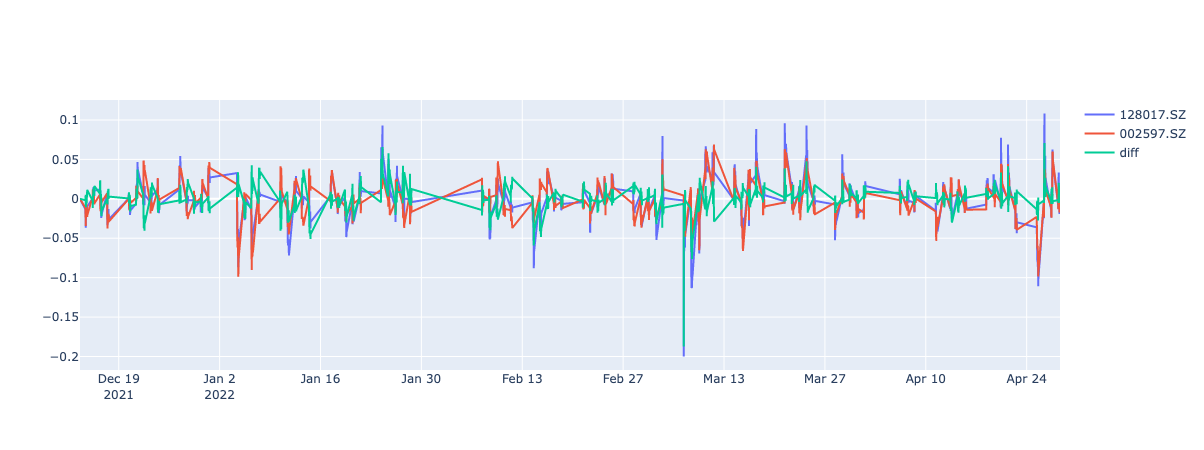 0.1
0.05
0
−0.05
−0.1
−0.15
−0.2
Dec 19
2021
Jan 2
2022
Jan 16
Jan 30
Feb 13
Feb 27
Mar 13
Mar 27
Apr 10
Apr 24
128017.SZ
002597.SZ
diff